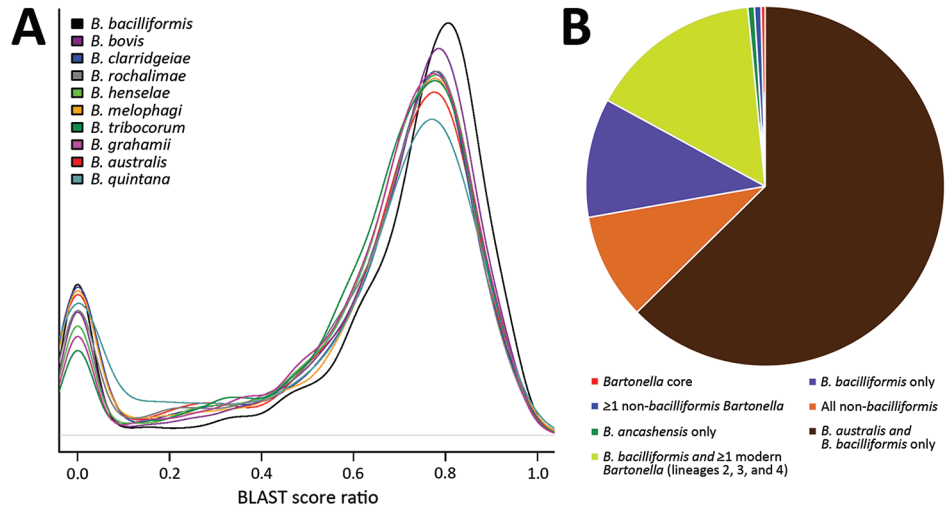 A
B. bacilliformis
B. bovis
B. clarridgeiae
B. rochalimae
B. henselae
B. melophagi
B. tribocorum
B. grahamii
B. australis
B. quintana
0.0 0.2 0.4 0.6 0.8 1.0
BLAST score ratio
B
Bartonella core
≥1 non-bacilliformis Bartonella
B. ancashensis only
B. bacilliformis and ≥1 modern
Bartonella (lineages 2, 3, and 4)
B. bacilliformis only
All non-bacilliformis
B. australis and
B. bacilliformis only